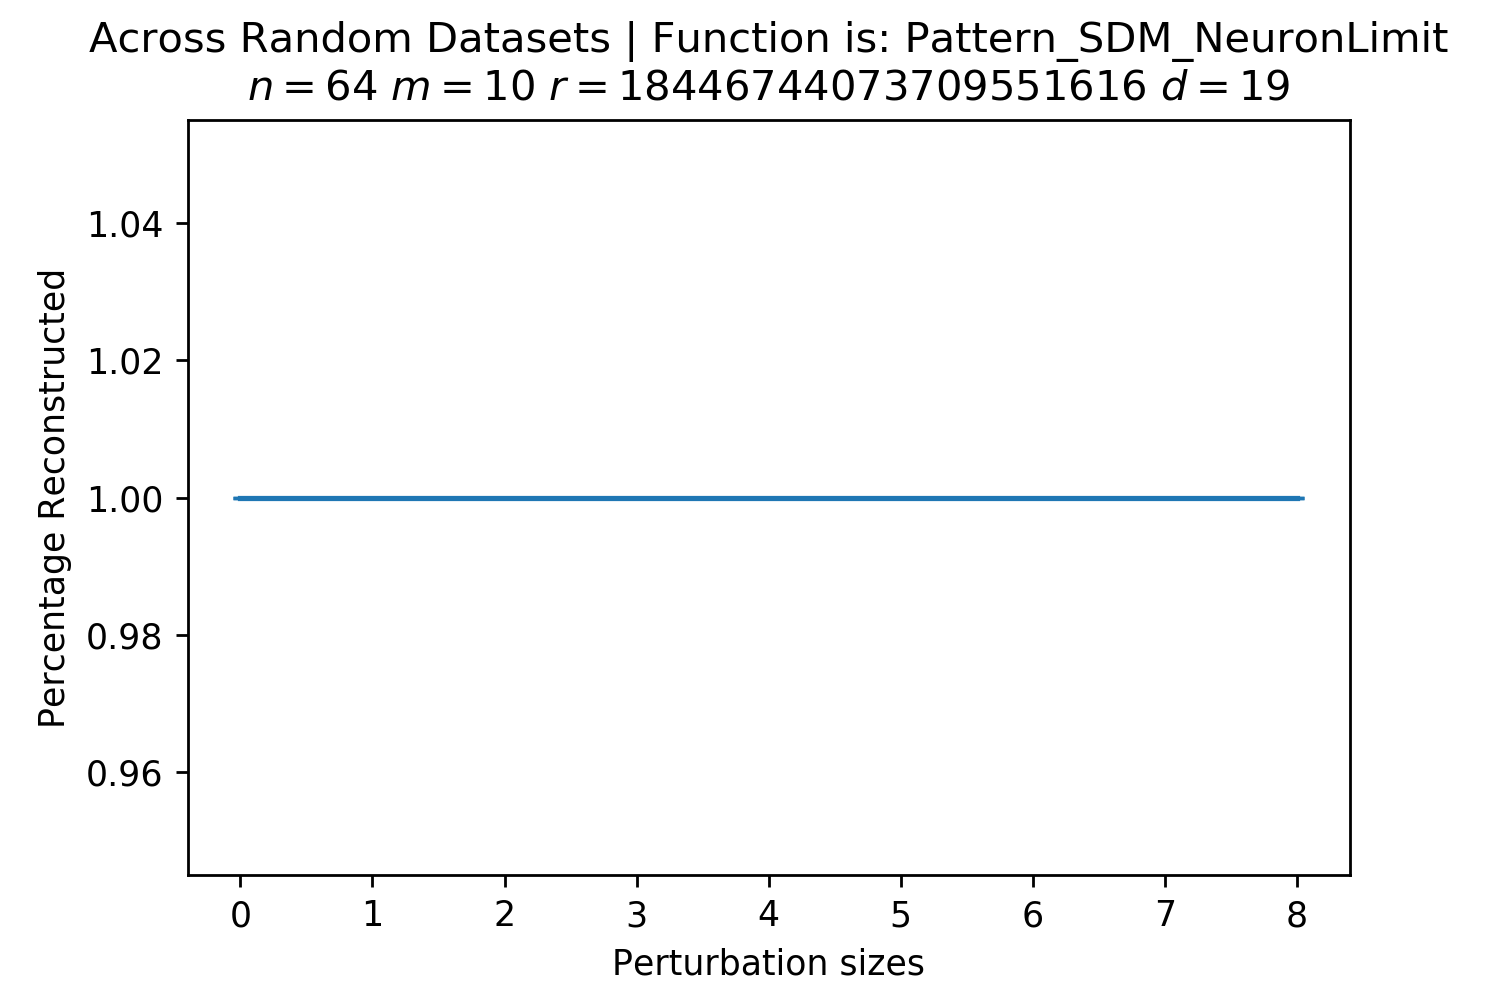 Across Random Datasets | Function is: Pattern_SDM_NeuronLimit
n = 64 m = 10 r = 18446744073709551616 d = 19
Percentage Reconstructed
1.04
1.02
1.00
0.98
0.96
0 1 2 3 4 5 6 7 8
Perturbation sizes